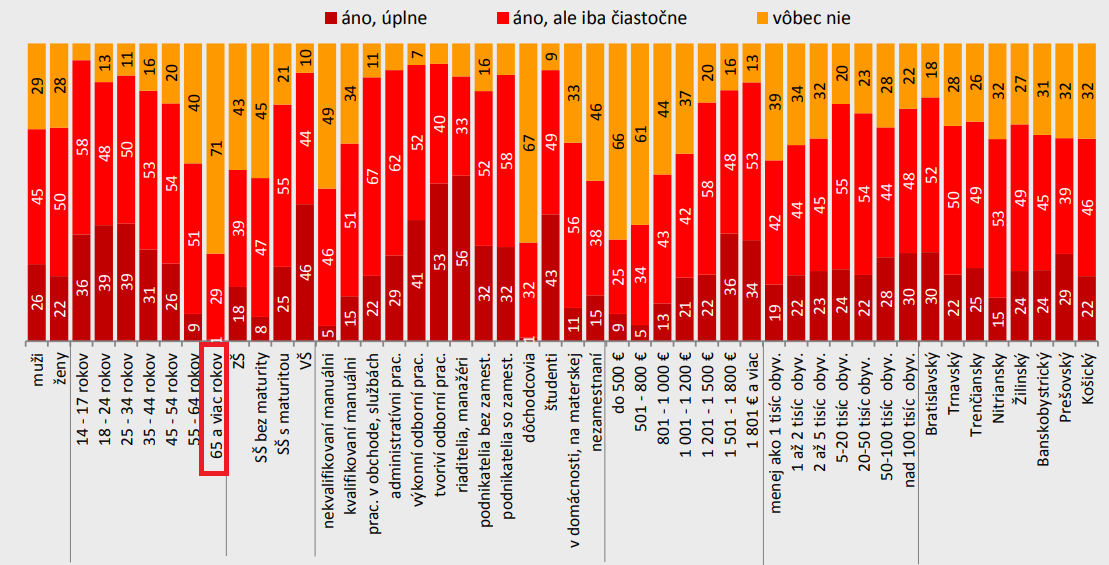 áno, úplne
áno, ale iba čiastočne
vôbec nie
29 28 13 11 16 20 40 71 43 45 21 10 49 34 11 7 16 67 9 33 46 66 61 44 37 20 16 13 39 34 32 20 23 28 22 18 28 26 32 27 31 32 32
45 50 58 48 50 53 54 51 29 39 47 55 44 46 51 67 62 52 40 33 52 58 32 49 56 38 25 34 43 42 58 48 53 42 44 45 55 54 44 48 52 50 49 53 49 45 39 46
26 22 36 39 39 31 26 9 1 18 8 25 46 5 15 22 29 41 53 56 32 32 1 43 11 15 9 5 13 21 22 36 34 19 22 23 24 22 28 30 30 22 25 15 24 24 29 22
muži
ženy
14 - 17 rokov
18 - 24 rokov
25 - 34 rokov
35 - 44 rokov
45 - 54 rokov
55 - 64 rokov
65 a viac rokov
ZŠ
SŠ bez maturity
SŠ s maturitou
VŠ
nekvalifikovaní manuálni
kvalifikovaní manuálni
prac. v obchode, službách
administratívni prac.
výkonní odborní prac.
tvoriví odborní prac.
riaditelia, manažéri
podnikatelia bez zamest.
podnikatelia so zamest.
dôchodcovia
študenti
v domácnosti, na materskej
nezamestnaní
do 500 €
501 - 800 €
801 - 1 000 €
1 001 - 1 200 €
1 201 - 1 500 €
1 501 - 1 800 €
1 801 € a viac
menej ako 1 tisíc obyv.
1 až 2 tisíc obyv.
2 až 5 tisíc obyv.
5-20 tisíc obyv.
20-50 tisíc obyv.
50-100 tisíc obyv.
nad 100 tisíc obyv.
Bratislavský
Trnavský
Trenčiansky
Nitriansky
Žilinský
Banskobystrický
Prešovský
Košický